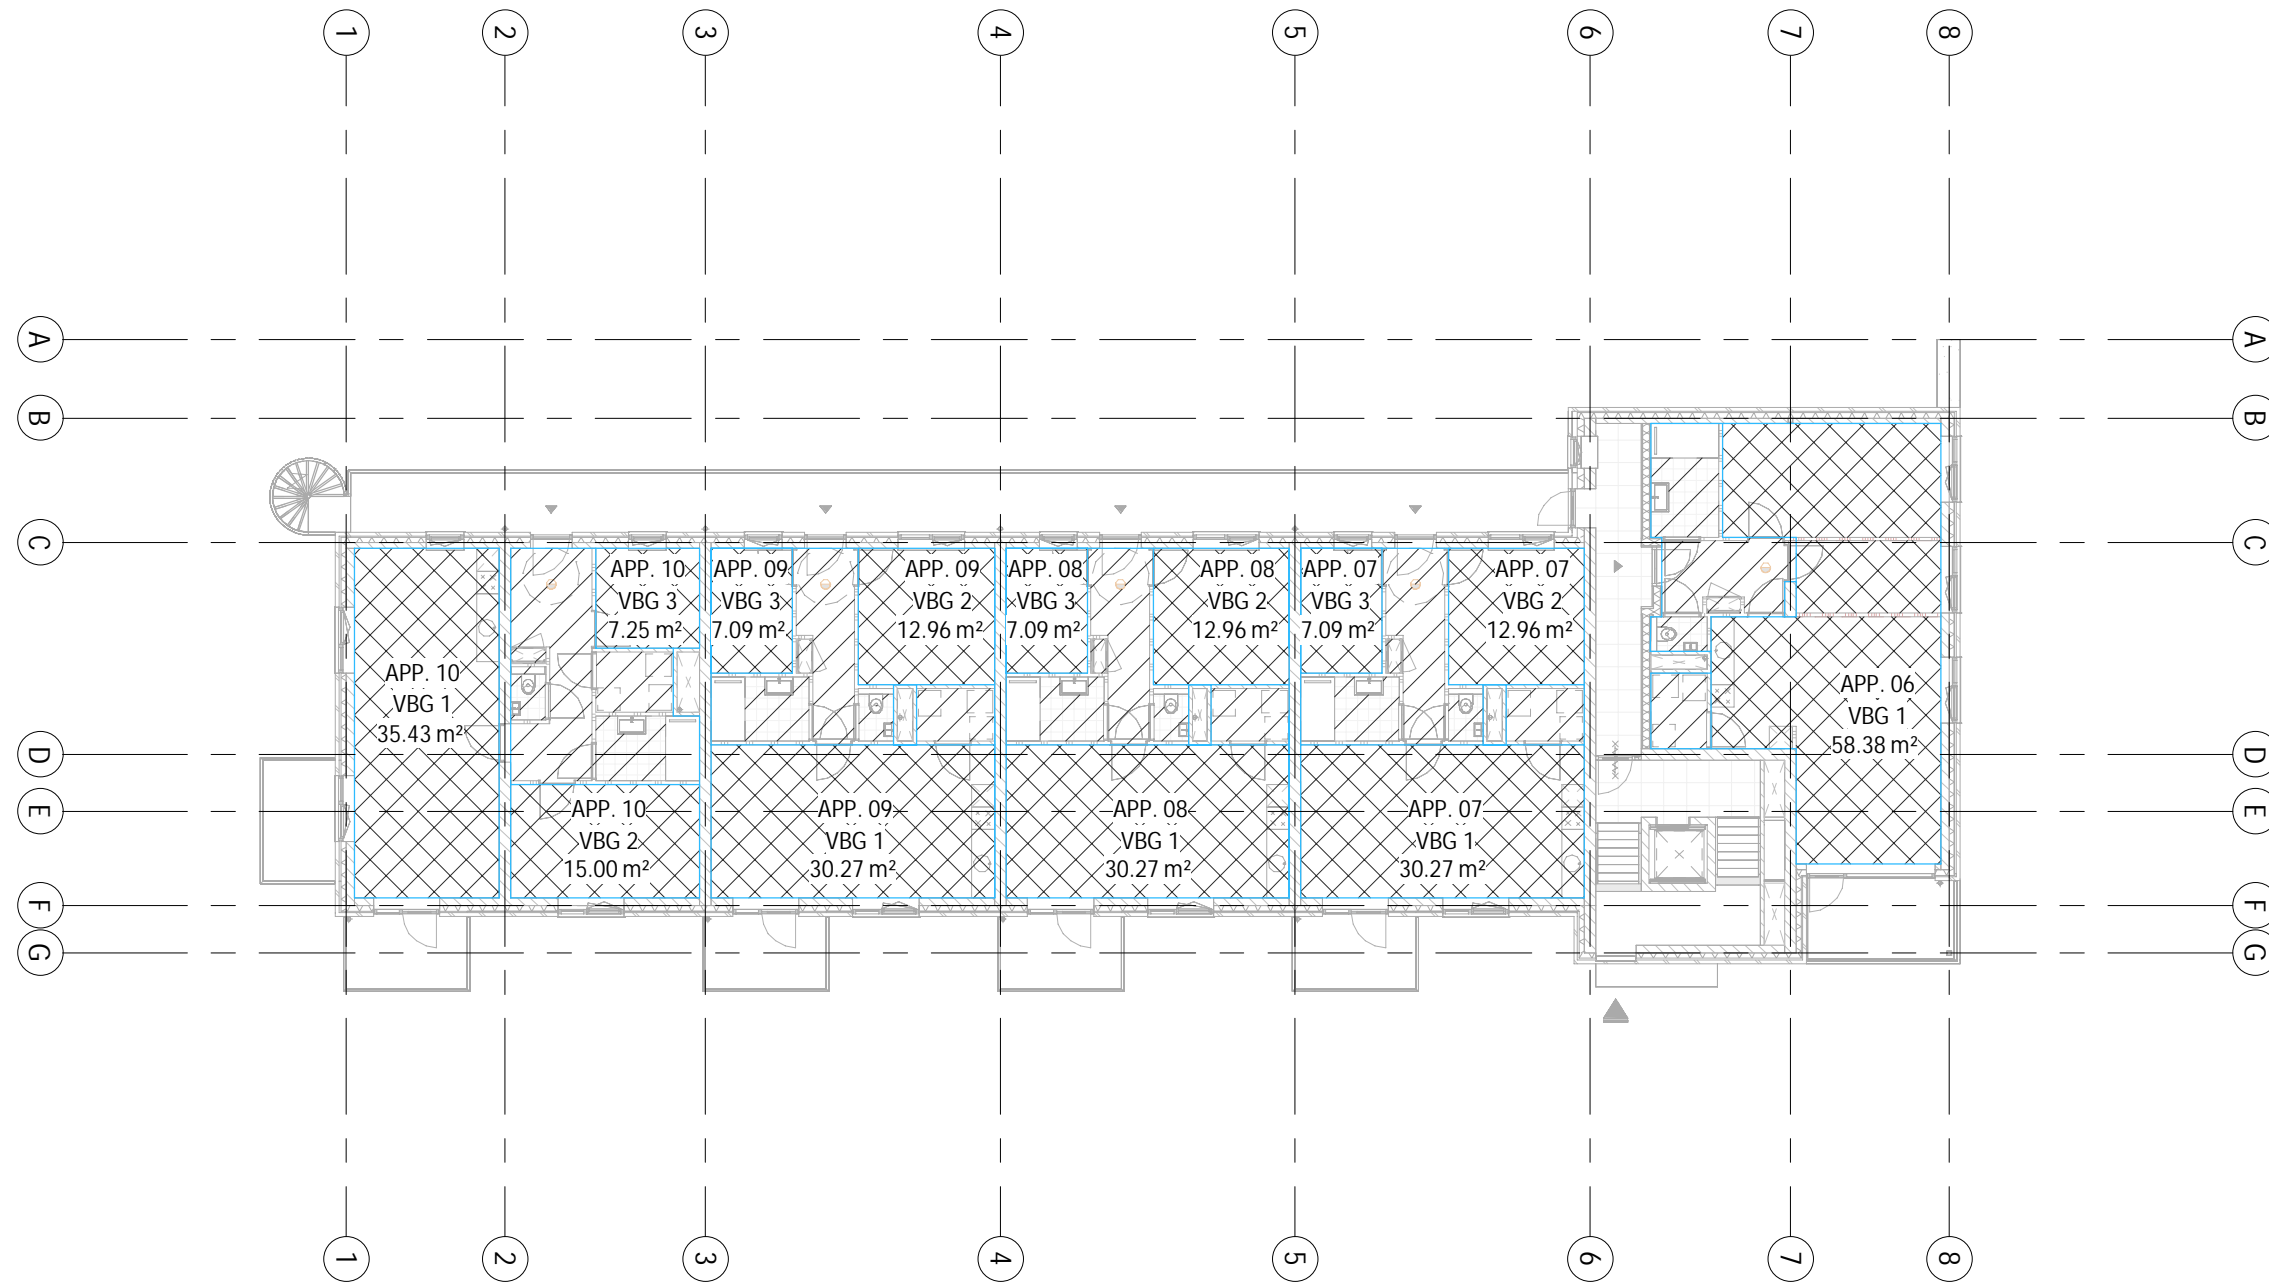 1 2 3 4 5 6 7 8
A A
B B
C C
APP. 10
VBG 3
7.25 m²
APP. 09
VBG 3
7.09 m²
APP. 09
VBG 2
12.96 m²
APP. 08
VBG 3
7.09 m²
APP. 08
VBG 2
12.96 m²
APP. 07
VBG 3
7.09 m²
APP. 07
VBG 2
12.96 m²
APP. 10
VBG 1
35.43 m²
APP. 06
VBG 1
58.38 m²
D D
E E
APP. 10
VBG 2
15.00 m²
APP. 09
VBG 1
30.27 m²
APP. 08
VBG 1
30.27 m²
APP. 07
VBG 1
30.27 m²
F F
G G
1 2 3 4 5 6 7 8